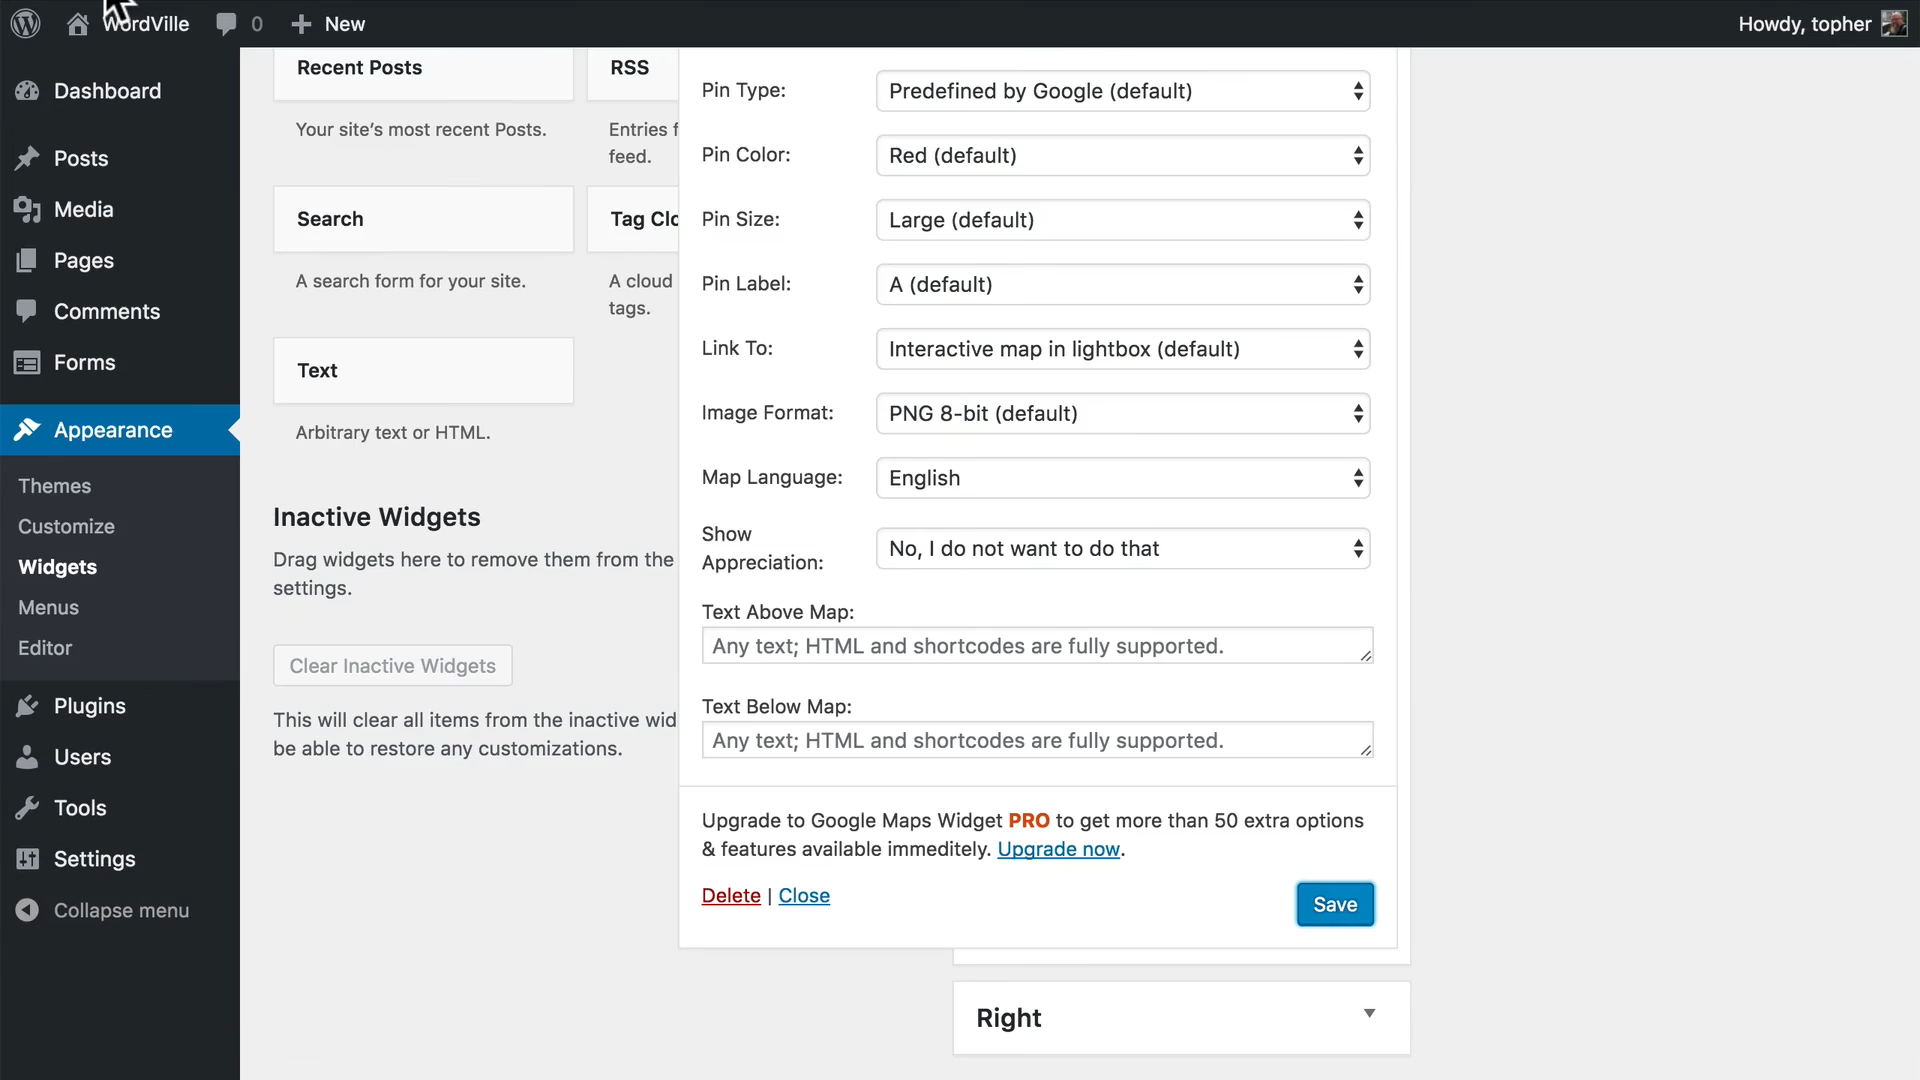 WordVille
0
New
Howdy, topher
Dashboard
Posts
Media
Pages
Comments
Forms
Appearance
Themes
Customize
Widgets
Menus
Editor
Plugins
Users
Tools
Settings
Collapse menu
Recent Posts
Your site's most recent Posts.
RSS
Entries f
feed.
Search
A search form for your site.
Tag Clo
A cloud
tags.
Text
Arbitrary text or HTML.
Inactive Widgets
Drag widgets here to remove them from the
settings.
Clear Inactive Widgets
This will clear all items from the inactive wid
be able to restore any customizations.
Pin Type: Predefined by Google (default)
Pin Color: Red (default)
Pin Size: Large (default)
Pin Label: A (default)
Link To: Interactive map in lightbox (default)
Image Format: PNG 8-bit (default)
Map Language: English
Show
Appreciation: No, I do not want to do that
Text Above Map:
Any text; HTML and shortcodes are fully supported.
Text Below Map:
Any text; HTML and shortcodes are fully supported.
Upgrade to Google Maps Widget PRO to get more than 50 extra options
& features available immeditely. Upgrade now.
Delete | Close
Save
Right